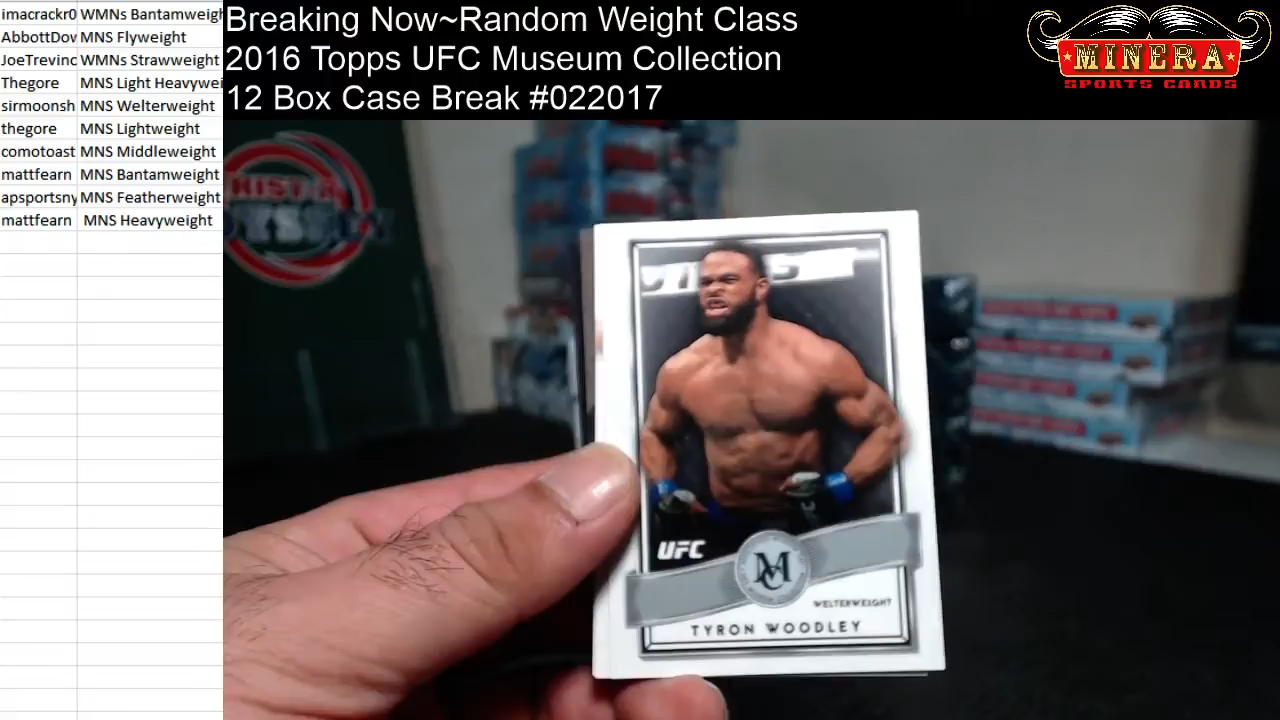 imacrackr0 WMNs Bantamweight
AbbottDov MNS Flyweight
JoeTrevinc WMNs Strawweight
Thegore MNS Light Heavywei
sirmoonsh MNS Welterweight
thegore MNS Lightweight
comotoast MNS Middleweight
mattfearn MNS Bantamweight
apsportsny MNS Featherweight
mattfearn MNS Heavyweight
Breaking Now~Random Weight Class
2016 Topps UFC Museum Collection
12 Box Case Break #022017
MINERA
SPORTS CARDS
UFC
MC
WELTERWEIGHT
TYRON WOODLEY